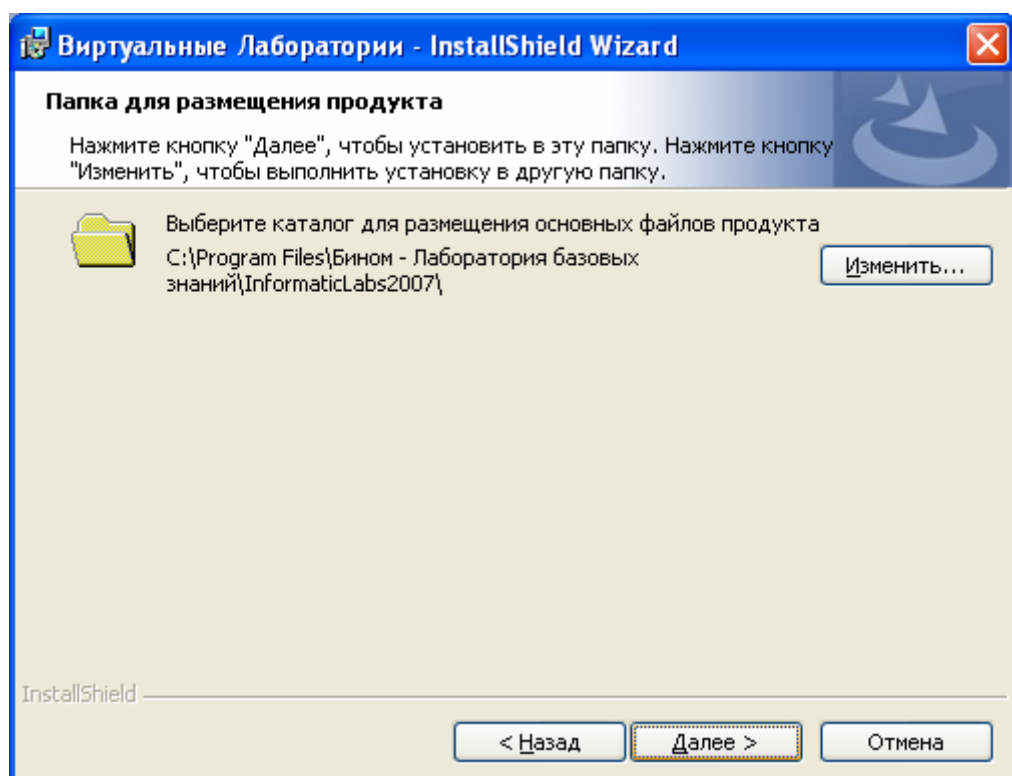 Виртуальные Лаборатории - InstallShield Wizard
Папка для размещения продукта
Нажмите кнопку "Далее", чтобы установить в эту папку. Нажмите кнопку
"Изменить", чтобы выполнить установку в другую папку.
Выберите каталог для размещения основных файлов продукта
C:\Program Files\Бином - Лаборатория базовых
знаний\InformaticLabs2007\
Изменить...
InstallShield
< Назад
Далее >
Отмена